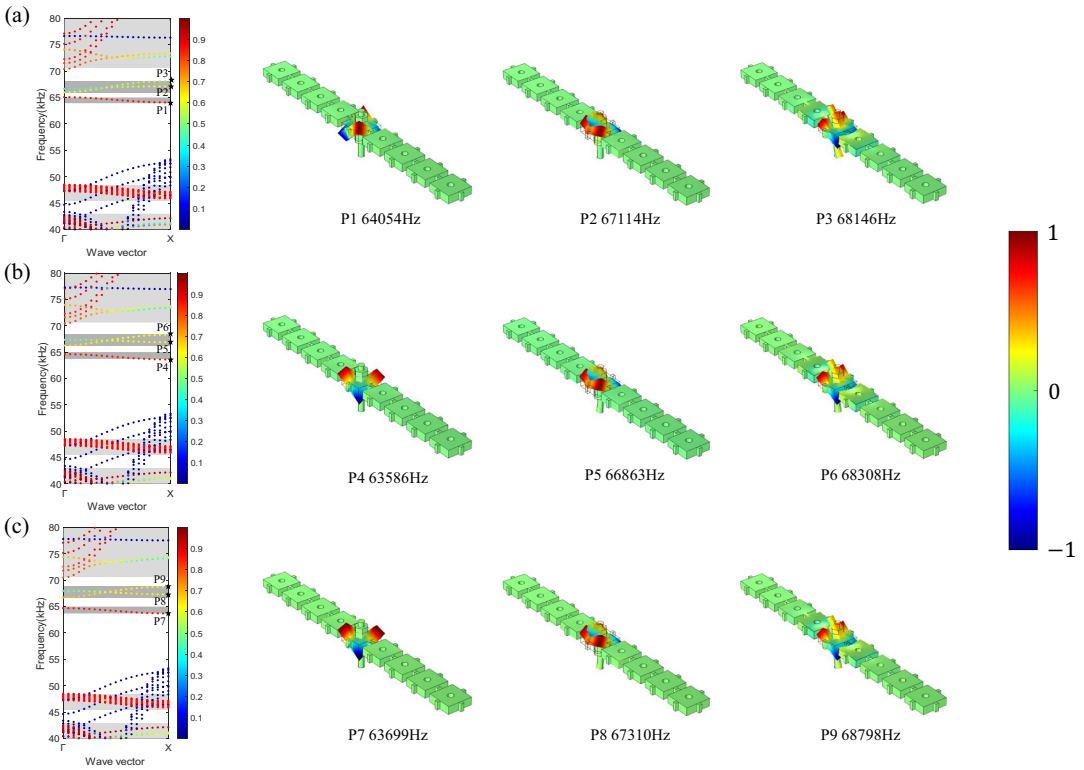 (a)
80
75
70
65
60
55
50
45
40
Frequency(kHz)
Γ
X
Wave vector
P3
P2
P1
0.9
0.8
0.7
0.6
0.5
0.4
0.3
0.2
0.1
P1 64054Hz
P2 67114Hz
P3 68146Hz
(b)
80
75
70
65
60
55
50
45
40
Frequency(kHz)
Γ
X
Wave vector
P6
P5
P4
0.9
0.8
0.7
0.6
0.5
0.4
0.3
0.2
0.1
P4 63586Hz
P5 66863Hz
P6 68308Hz
(c)
80
75
70
65
60
55
50
45
40
Frequency(kHz)
Γ
X
Wave vector
P9
P8
P7
0.9
0.8
0.7
0.6
0.5
0.4
0.3
0.2
0.1
P7 63699Hz
P8 67310Hz
P9 68798Hz
1
0
−1